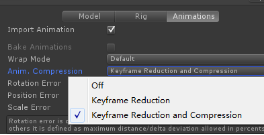 Model Rig Animations
Import Animation
Bake Animations
Wrap Mode Default
Anim. Compression Keyframe Reduction and Compression
Rotation Error Off
Position Error Keyframe Reduction
Scale Error Keyframe Reduction and Compression
Rotation error is
others it is defined as maximum distance/delta deviation allowed in percents